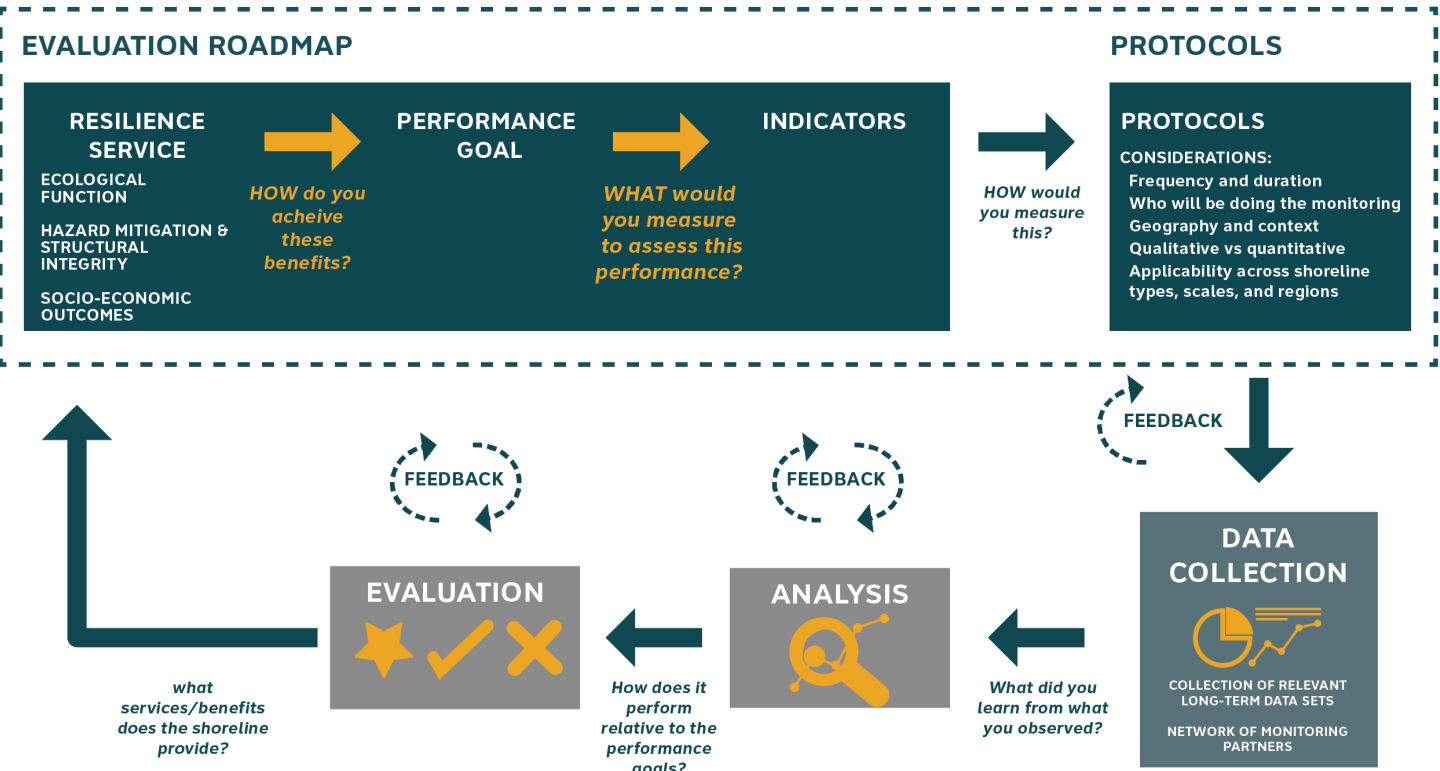 EVALUATION ROADMAP
PROTOCOLS
RESILIENCE
SERVICE
ECOLOGICAL
FUNCTION
HAZARD MITIGATION &
STRUCTURAL
INTEGRITY
SOCIO-ECONOMIC
OUTCOMES
HOW do you
acheive
these
benefits?
PERFORMANCE
GOAL
WHAT would
you measure
to assess this
performance?
INDICATORS
HOW would
you measure
this?
PROTOCOLS
CONSIDERATIONS:
Frequency and duration
Who will be doing the monitoring
Geography and context
Qualitative vs quantitative
Applicability across shoreline
types, scales, and regions
FEEDBACK
DATA
COLLECTION
COLLECTION OF RELEVANT
LONG-TERM DATA SETS
NETWORK OF MONITORING
PARTNERS
What did you
learn from what
you observed?
FEEDBACK
ANALYSIS
How does it
perform
relative to the
performance
goals?
FEEDBACK
EVALUATION
what
services/benefits
does the shoreline
provide?